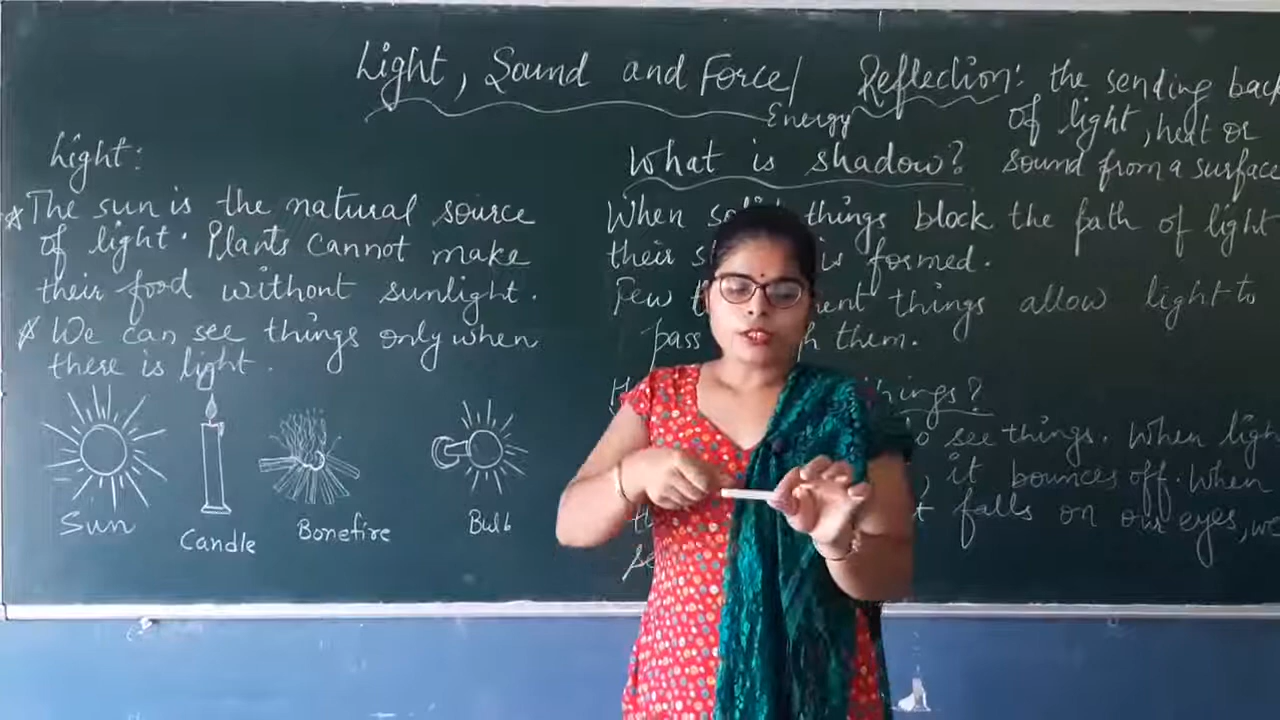 Light, Sound and Force/
Energy
Reflection: the sending back
of light, heat or
sound from a surface
Light:
The sun is the natural source
of light. Plants cannot make
their food without sunlight.
We can see things only when
there is light.
Sun
Candle
Bonefire
Bulb
What is shadow?
When things block the path of light
their is formed.
Few things allow light to
pass them.
things?
see things. When
, it bounces off. When
falls on our eyes, we